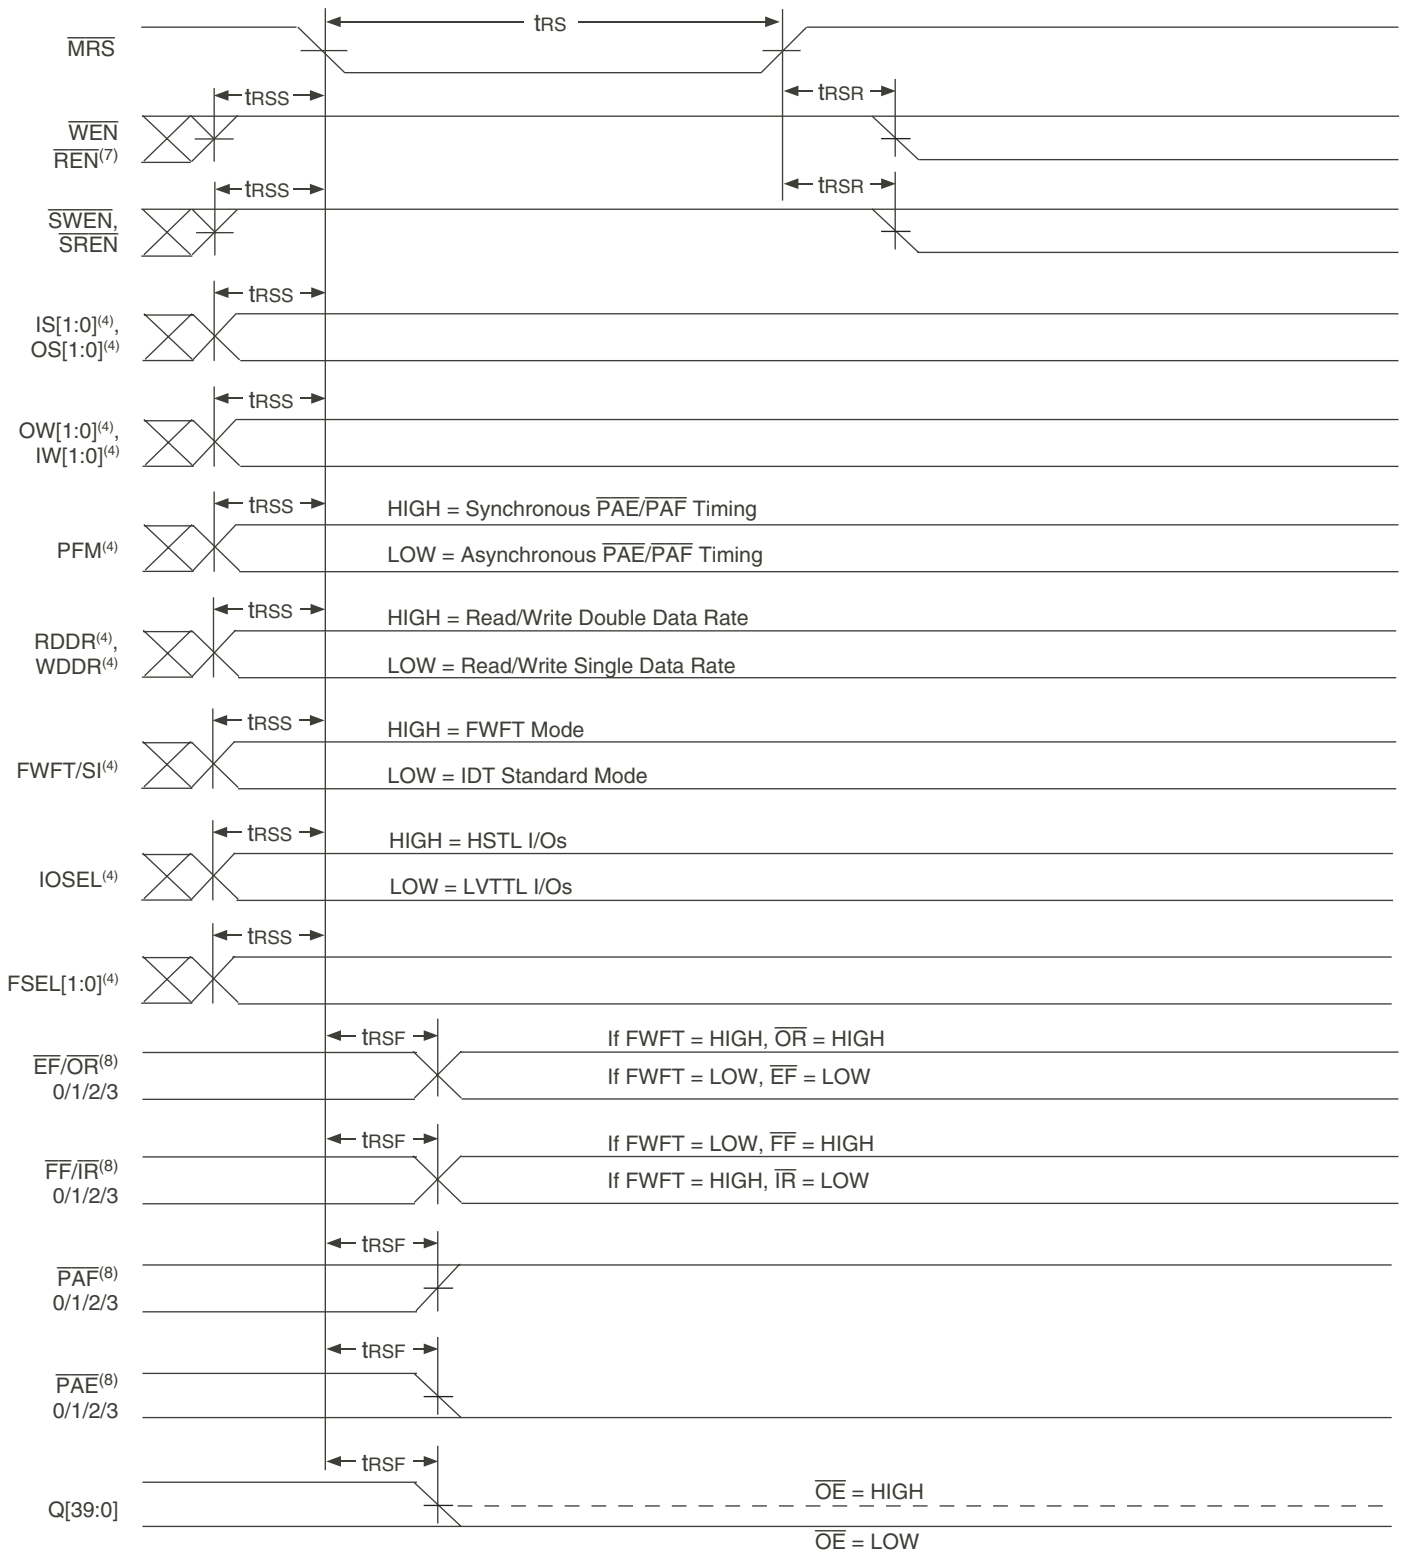 tRS
MRS
tRSS
tRSR
WEN
REN(7)
tRSS
tRSR
SWEN,
SREN
tRSS
IS[1:0](4),
OS[1:0](4)
tRSS
OW[1:0](4),
IW[1:0](4)
tRSS
HIGH = Synchronous PAE/PAF Timing
PFM(4)
LOW = Asynchronous PAE/PAF Timing
tRSS
HIGH = Read/Write Double Data Rate
RDDR(4),
WDDR(4)
LOW = Read/Write Single Data Rate
tRSS
HIGH = FWFT Mode
FWFT/SI(4)
LOW = IDT Standard Mode
tRSS
HIGH = HSTL I/Os
IOSEL(4)
LOW = LVTTL I/Os
tRSS
FSEL[1:0](4)
tRSF
If FWFT = HIGH, OR = HIGH
EF/OR(8)
0/1/2/3
If FWFT = LOW, EF = LOW
tRSF
If FWFT = LOW, FF = HIGH
FF/IR(8)
0/1/2/3
If FWFT = HIGH, IR = LOW
tRSF
PAF(8)
0/1/2/3
tRSF
PAE(8)
0/1/2/3
tRSF
OE = HIGH
Q[39:0]
OE = LOW